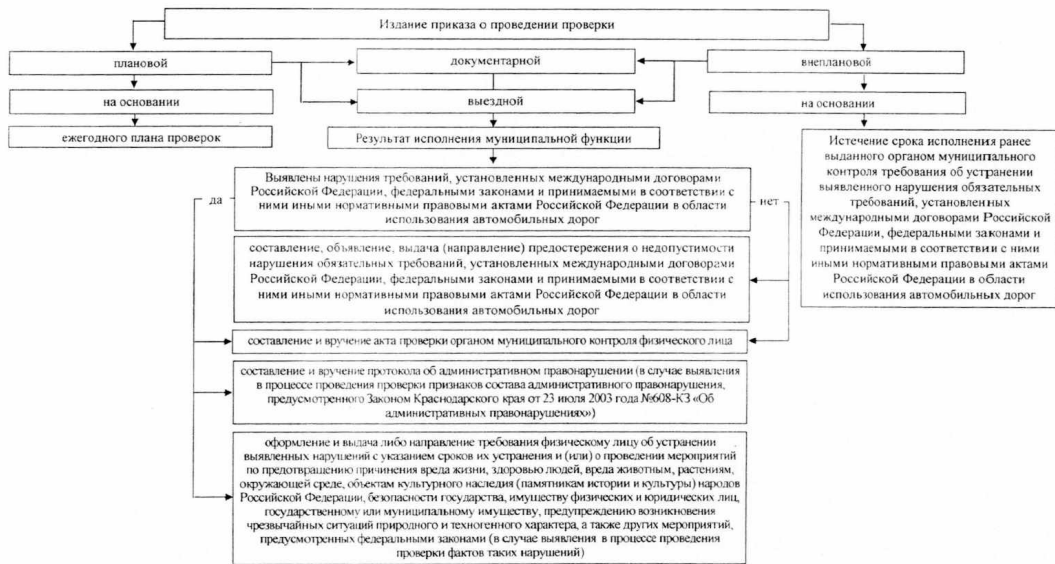 Издание приказа о проведении проверки
плановой
документарной
внеплановой
на основании
выездной
на основании
ежегодного плана проверок
Результат исполнения муниципальной функции
Истечение срока исполнения ранее
выданного органом муниципального
контроля требования об устранении
выявленного нарушения обязательных
требований, установленных
международными договорами Российской
Федерации, федеральными законами и
принимаемыми в соответствии с ними
иными нормативными правовыми актами
Российской Федерации в области
использования автомобильных дорог
да
Выявлены нарушения требований, установленных международными договорами
Российской Федерации, федеральными законами и принимаемыми в соответствии с
ними иными нормативными правовыми актами Российской Федерации в области
использования автомобильных дорог
нет
составление, объявление, выдача (направление) предостережения о недопустимости
нарушения обязательных требований, установленных международными договорами
Российской Федерации, федеральными законами и принимаемыми в соответствии с
ними иными нормативными правовыми актами Российской Федерации в области
использования автомобильных дорог
составление и вручение акта проверки органом муниципального контроля физического лица
составление и вручение протокола об административном правонарушении (в случае выявления
в процессе проведения проверки признаков состава административного правонарушения,
предусмотренного Законом Краснодарского края от 23 июля 2003 года №608-КЗ «Об
административных правонарушениях»)
оформление и выдача либо направление требования физическому лицу об устранении
выявленных нарушений с указанием сроков их устранения и (или) о проведении мероприятий
по предотвращению причинения вреда жизни, здоровью людей, вреда животным, растениям,
окружающей среде, объектам культурного наследия (памятникам истории и культуры) народов
Российской Федерации, безопасности государства, имуществу физических и юридических лиц,
государственному или муниципальному имуществу, предупреждению возникновения
чрезвычайных ситуаций природного и техногенного характера, а также других мероприятий,
предусмотренных федеральными законами (в случае выявления в процессе проведения
проверки фактов таких нарушений)